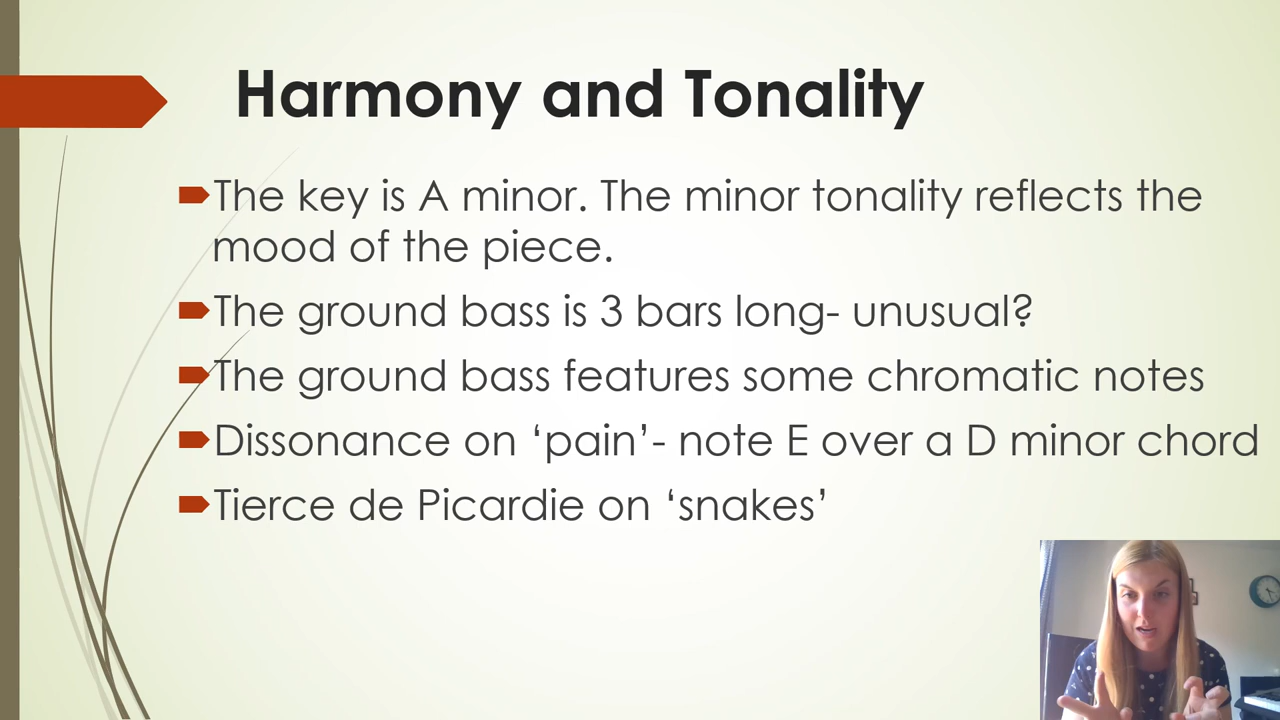 Harmony and Tonality
The key is A minor. The minor tonality reflects the
mood of the piece.
The ground bass is 3 bars long- unusual?
The ground bass features some chromatic notes
Dissonance on ‘pain’- note E over a D minor chord
Tierce de Picardie on ‘snakes’